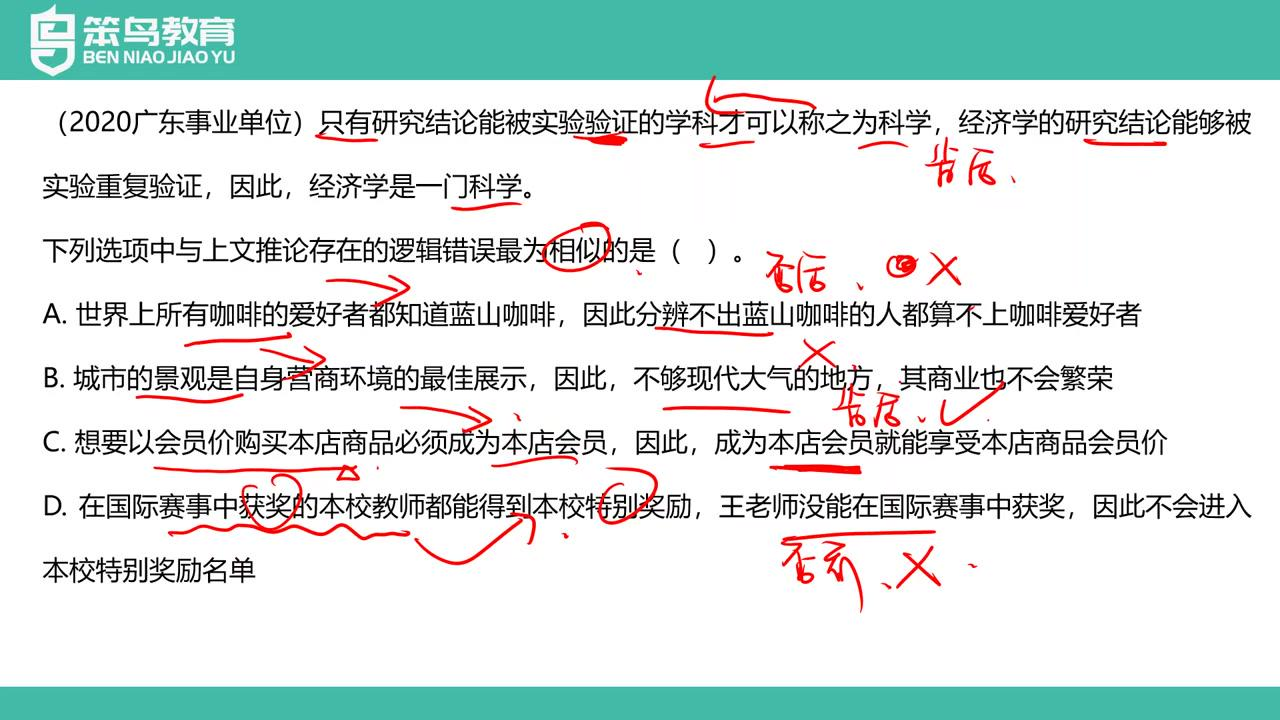 笨鸟教育
BEN NIAO JIAO YU
（2020广东事业单位）只有研究结论能被实验验证的学科才可以称之为科学，经济学的研究结论能够被
肯后、
实验重复验证，因此，经济学是一门科学。
下列选项中与上文推论存在的逻辑错误最为相似的是（ ）。
否后、
A. 世界上所有咖啡的爱好者都知道蓝山咖啡，因此分辨不出蓝山咖啡的人都算不上咖啡爱好者
B. 城市的景观是自身营商环境的最佳展示，因此，不够现代大气的地方，其商业也不会繁荣
肯后、
C. 想要以会员价购买本店商品必须成为本店会员，因此，成为本店会员就能享受本店商品会员价
D. 在国际赛事中获奖的本校教师都能得到本校特别奖励，王老师没能在国际赛事中获奖，因此不会进入
本校特别奖励名单
否前、